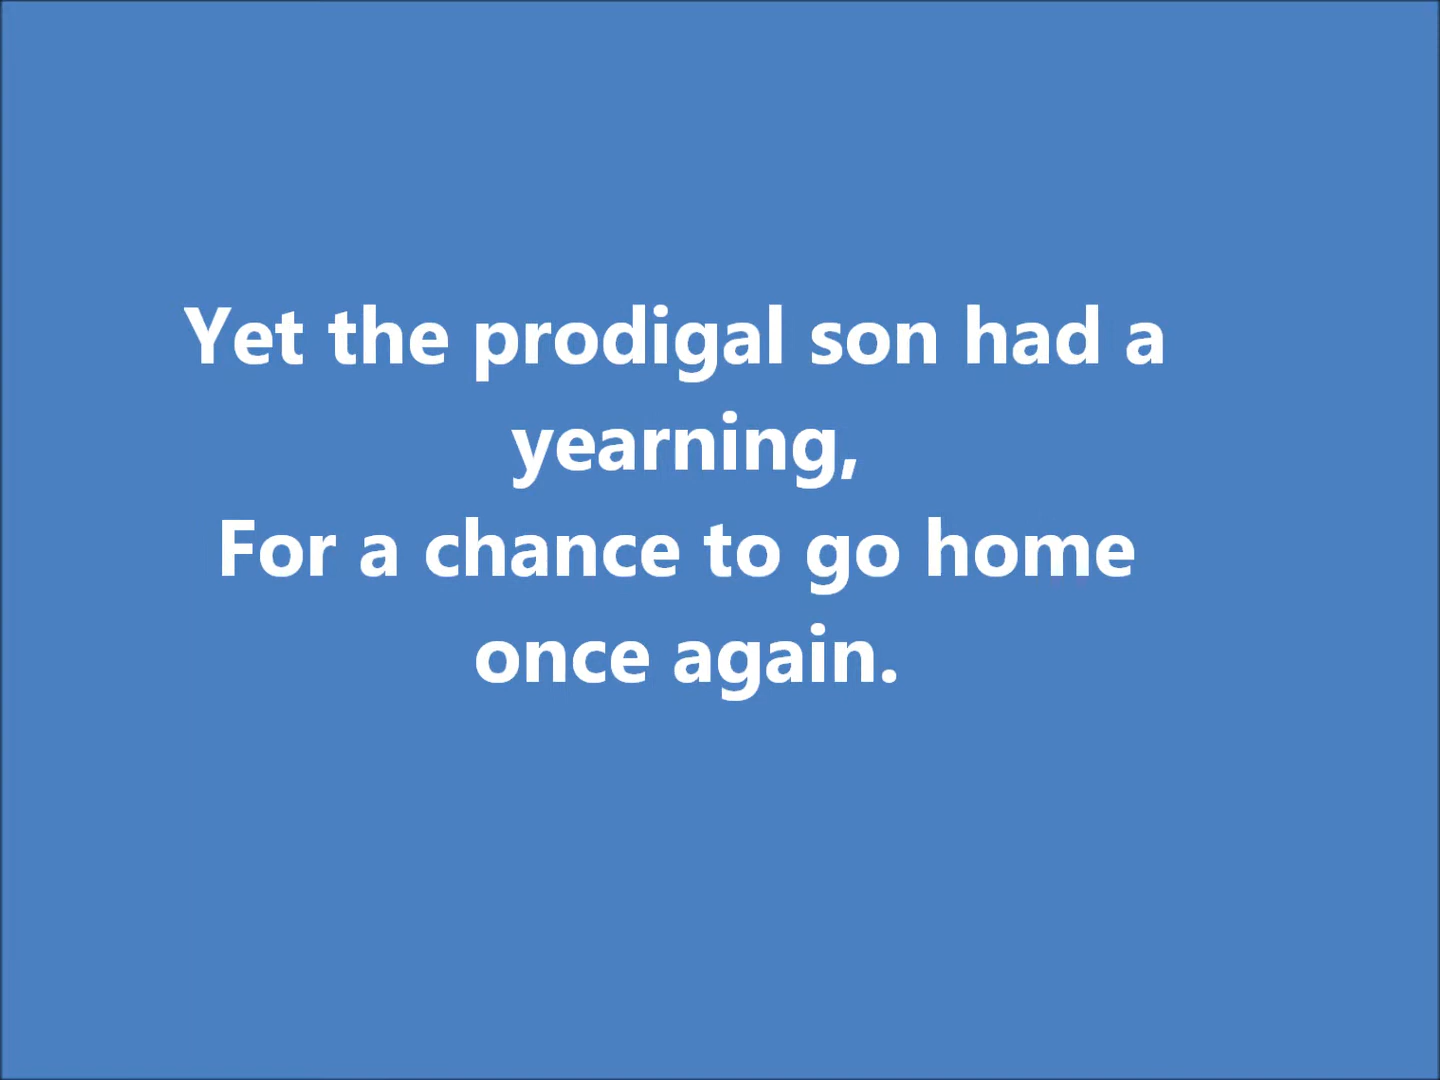 Yet the prodigal son had a
yearning,
For a chance to go home
once again.